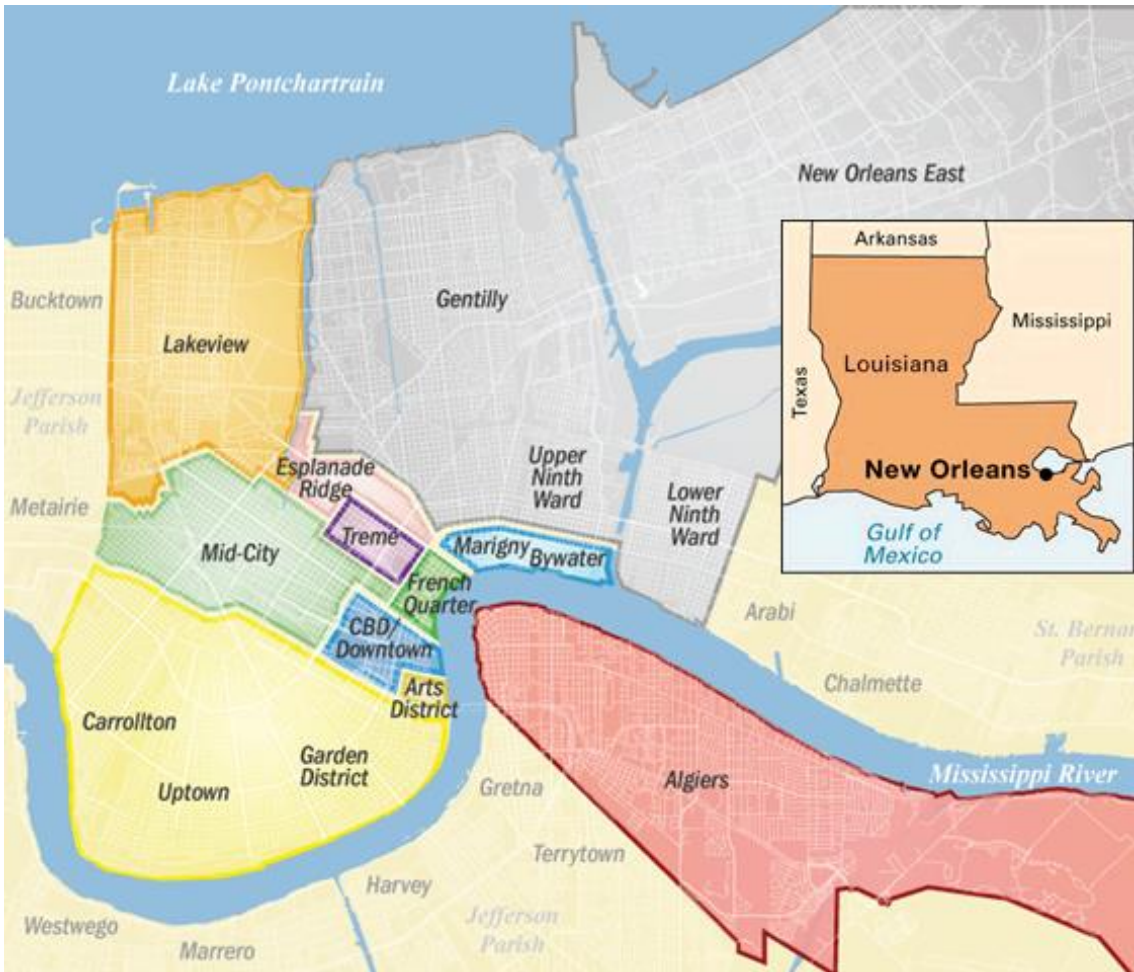 Lake Pontchartrain
New Orleans East
Arkansas
Bucktown
Gentilly
Mississippi
Lakeview
Louisiana
Texas
Jefferson
Parish
Esplanade
Ridge
Upper
Ninth
Ward
New Orleans
Metairie
Lower
Ninth
Ward
Gulf of
Mexico
Mid-City
Tremé
Marigny
Bywater
French
Quarter
CBD/
Downtown
Arabi
St. Bernar
Parish
Chalmette
Arts
District
Carrollton
Garden
District
Uptown
Gretna
Algiers
Mississippi River
Terrytown
Harvey
Westwego
Jefferson
Parish
Marrero